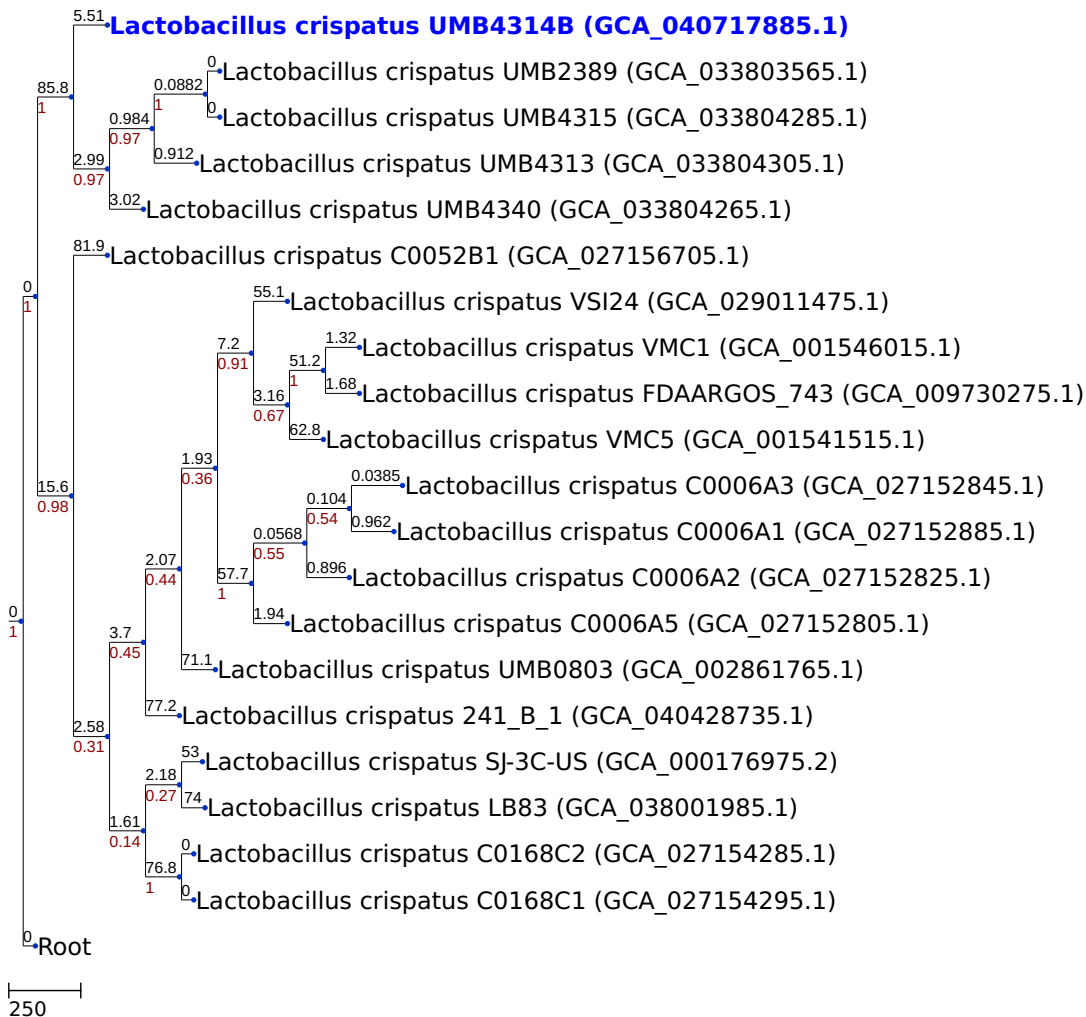 5.51
Lactobacillus crispatus UMB4314B (GCA_040717885.1)
0
Lactobacillus crispatus UMB2389 (GCA_033803565.1)
85.8
0.0882
1
1
0
Lactobacillus crispatus UMB4315 (GCA_033804285.1)
0.984
0.97
0.912
Lactobacillus crispatus UMB4313 (GCA_033804305.1)
2.99
0.97
3.02
Lactobacillus crispatus UMB4340 (GCA_033804265.1)
81.9
Lactobacillus crispatus C0052B1 (GCA_027156705.1)
0
1
55.1
Lactobacillus crispatus VSI24 (GCA_029011475.1)
7.2
0.91
1.32
Lactobacillus crispatus VMC1 (GCA_001546015.1)
51.2
1
1.68
Lactobacillus crispatus FDAARGOS_743 (GCA_009730275.1)
3.16
0.67
62.8
Lactobacillus crispatus VMC5 (GCA_001541515.1)
1.93
0.36
0.0385
Lactobacillus crispatus C0006A3 (GCA_027152845.1)
15.6
0.98
0.104
0.54
0.962
Lactobacillus crispatus C0006A1 (GCA_027152885.1)
0.0568
0.55
0.896
Lactobacillus crispatus C0006A2 (GCA_027152825.1)
2.07
0.44
57.7
1
1.94
Lactobacillus crispatus C0006A5 (GCA_027152805.1)
0
1
3.7
0.45
71.1
Lactobacillus crispatus UMB0803 (GCA_002861765.1)
77.2
Lactobacillus crispatus 241_B_1 (GCA_040428735.1)
2.58
0.31
53
Lactobacillus crispatus SJ-3C-US (GCA_000176975.2)
2.18
0.27
74
Lactobacillus crispatus LB83 (GCA_038001985.1)
1.61
0.14
0
Lactobacillus crispatus C0168C2 (GCA_027154285.1)
76.8
1
0
Lactobacillus crispatus C0168C1 (GCA_027154295.1)
0
Root
250